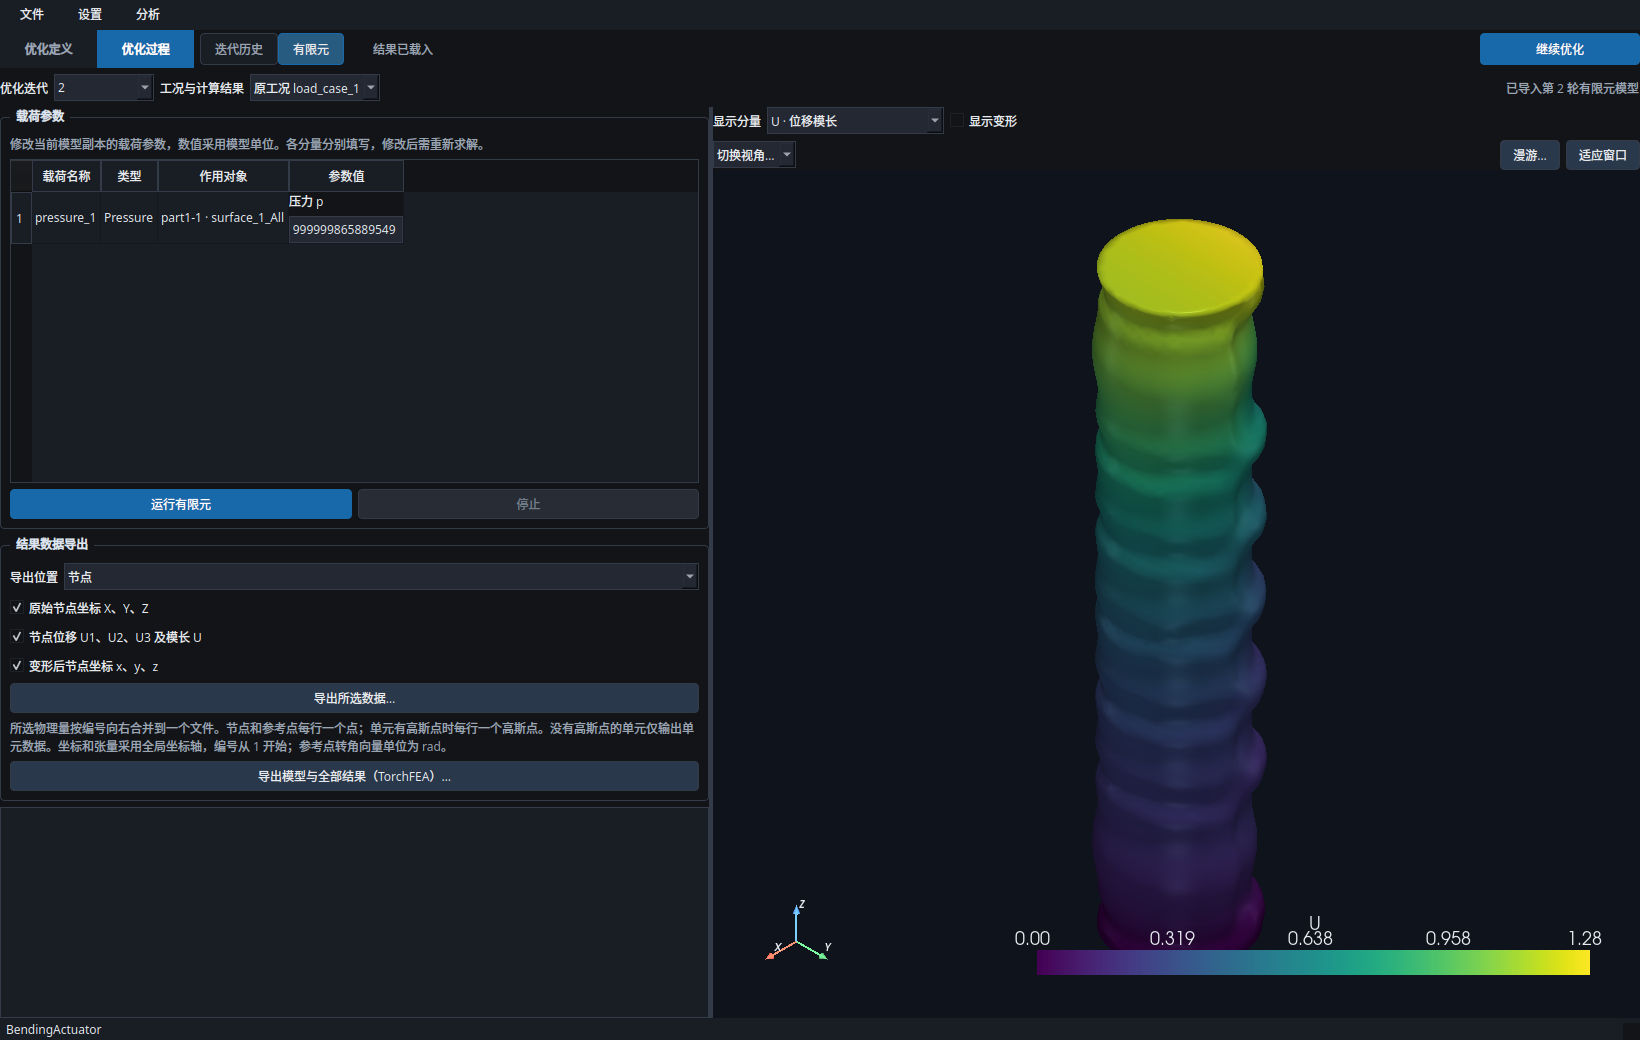 文件 设置 分析
优化定义 优化过程 迭代历史 有限元 结果已载入 继续优化
优化迭代 2 工况与计算结果 原工况 load_case_1 已导入第 2 轮有限元模型
载荷参数
修改当前模型副本的载荷参数，数值采用模型单位。各分量分别填写，修改后需重新求解。
载荷名称 类型 作用对象 参数值
1 pressure_1 Pressure part1-1 · surface_1_All 压力 p
999999865889549
运行有限元 停止
结果数据导出
导出位置 节点
原始节点坐标 X、Y、Z
节点位移 U1、U2、U3 及模长 U
变形后节点坐标 x、y、z
导出所选数据...
所选物理量按编号向右合并到一个文件。节点和参考点每行一个点；单元有高斯点时每行一个高斯点。没有高斯点的单元仅输出单
元数据。坐标和张量采用全局坐标轴，编号从 1 开始；参考点转角向量单位为 rad。
导出模型与全部结果（TorchFEA）...
显示分量 U · 位移模长 显示变形
切换视角... 漫游... 适应窗口
Z
X Y
U
0.00 0.319 0.638 0.958 1.28
BendingActuator